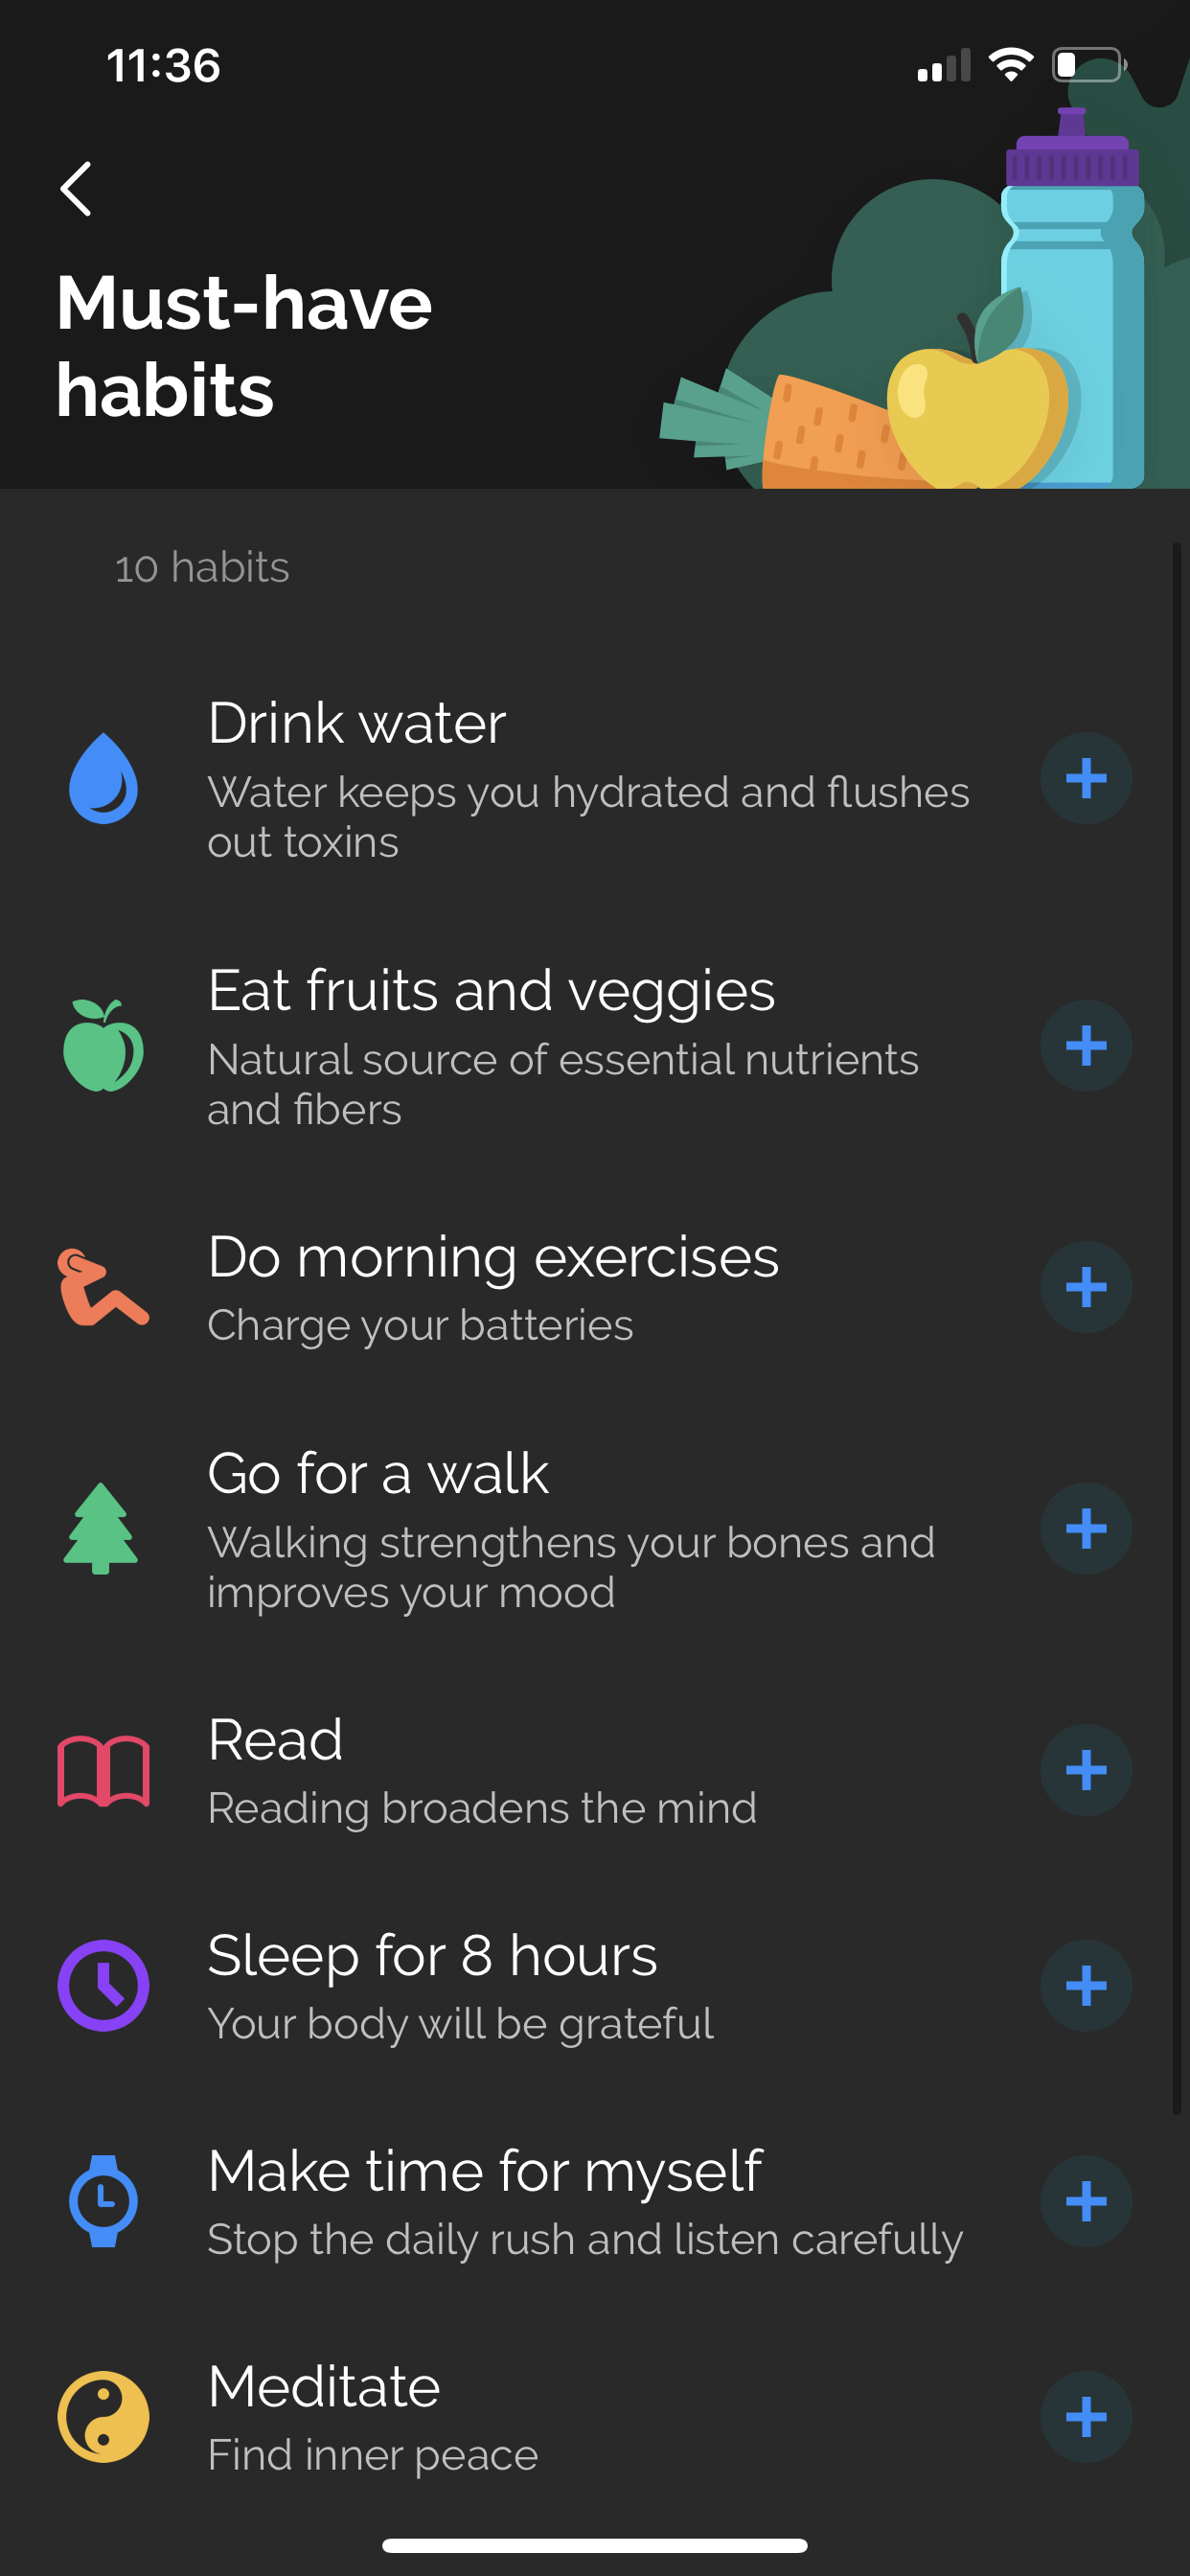 11:36
Must-have
habits
10 habits
Drink water
Water keeps you hydrated and flushes
out toxins
Eat fruits and veggies
Natural source of essential nutrients
and fibers
Do morning exercises
Charge your batteries
Go for a walk
Walking strengthens your bones and
improves your mood
Read
Reading broadens the mind
Sleep for 8 hours
Your body will be grateful
Make time for myself
Stop the daily rush and listen carefully
Meditate
Find inner peace